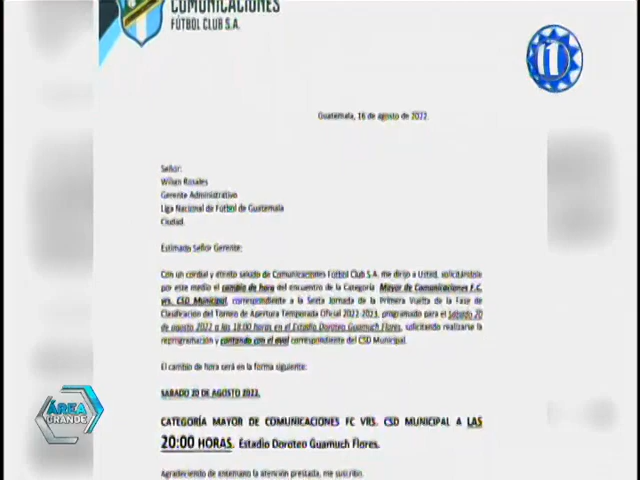 COMUNICACIONES
FÚTBOL CLUB S.A.
11
Guatemala, 16 de agosto de 2022.
Señor:
Wilian Rosales
Gerente Administrativo
Liga Nacional de Fútbol de Guatemala
Ciudad.
Estimado Señor Gerente:
Con un cordial y atento saludo de Comunicaciones Fútbol Club S.A. me dirijo a Usted, solicitándole
por este medio el cambio de hora del encuentro de la Categoría Mayor de Comunicaciones F.C.
vrs. CSD Municipal, correspondiente a la Sexta Jornada de la Primera Vuelta de la Fase de
Clasificación del Torneo de Apertura Temporada Oficial 2022-2023, programado para el Sábado 20
de agosto 2022 a las 18:00 horas en el Estadio Doroteo Guamuch Flores, solicitando realizarse la
reprogramación y contando con el aval correspondiente del CSD Municipal.
El cambio de hora será en la forma siguiente:
SABADO 20 DE AGOSTO 2022.
CATEGORÍA MAYOR DE COMUNICACIONES FC VRS. CSD MUNICIPAL A LAS
20:00 HORAS. Estadio Doroteo Guamuch Flores.
ÁREA
GRANDE
Agradeciendo de antemano la atención prestada, me suscribo.